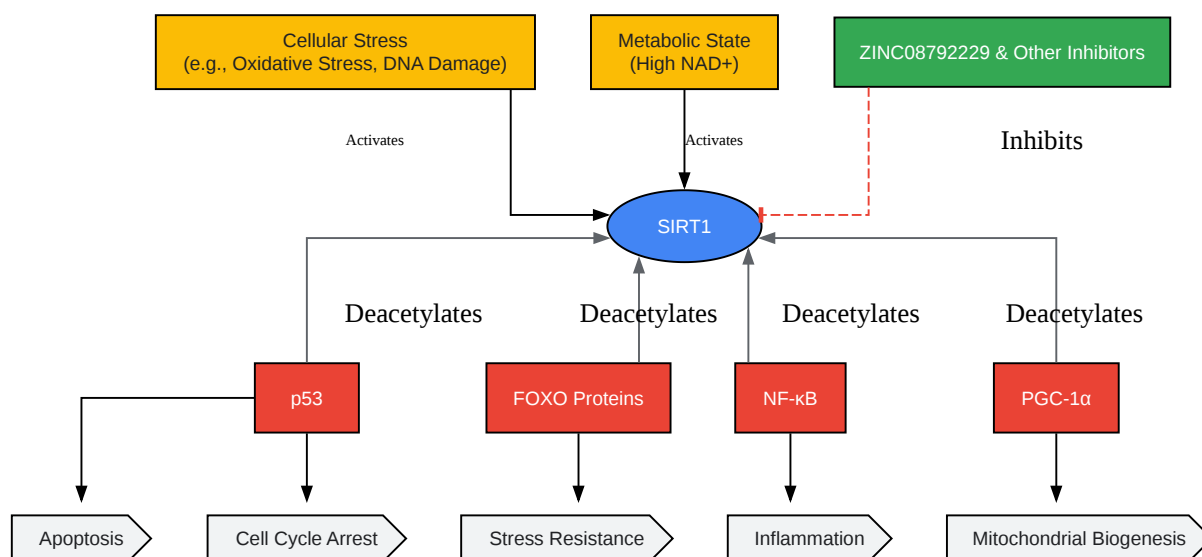 Cellular Stress
(e.g., Oxidative Stress, DNA Damage)
Metabolic State
(High NAD+)
ZINC08792229 & Other Inhibitors
Activates
Activates
Inhibits
SIRT1
Deacetylates
Deacetylates
Deacetylates
Deacetylates
p53
FOXO Proteins
NF-κB
PGC-1α
Apoptosis
Cell Cycle Arrest
Stress Resistance
Inflammation
Mitochondrial Biogenesis